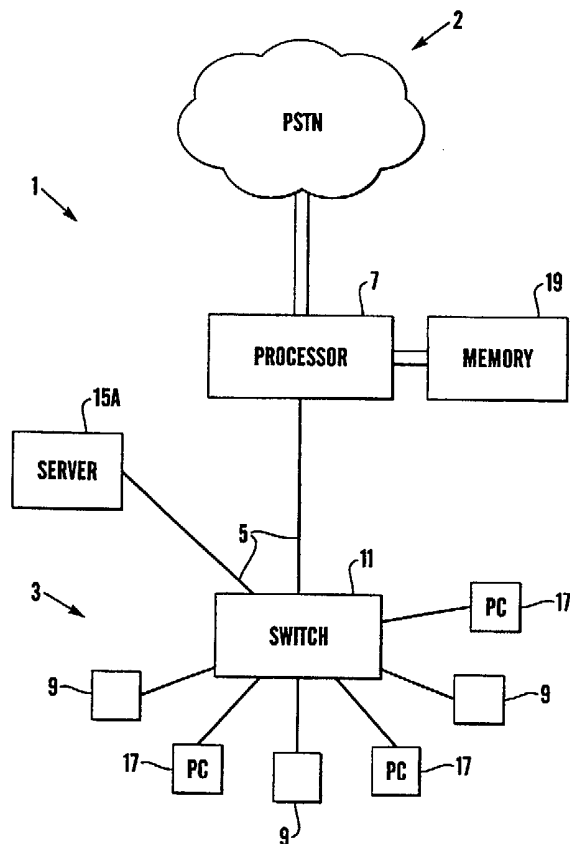 2
PSTN
1
7
19
PROCESSOR
MEMORY
15A
SERVER
5
11
3
PC
17
SWITCH
9
9
17
PC
PC
17
9